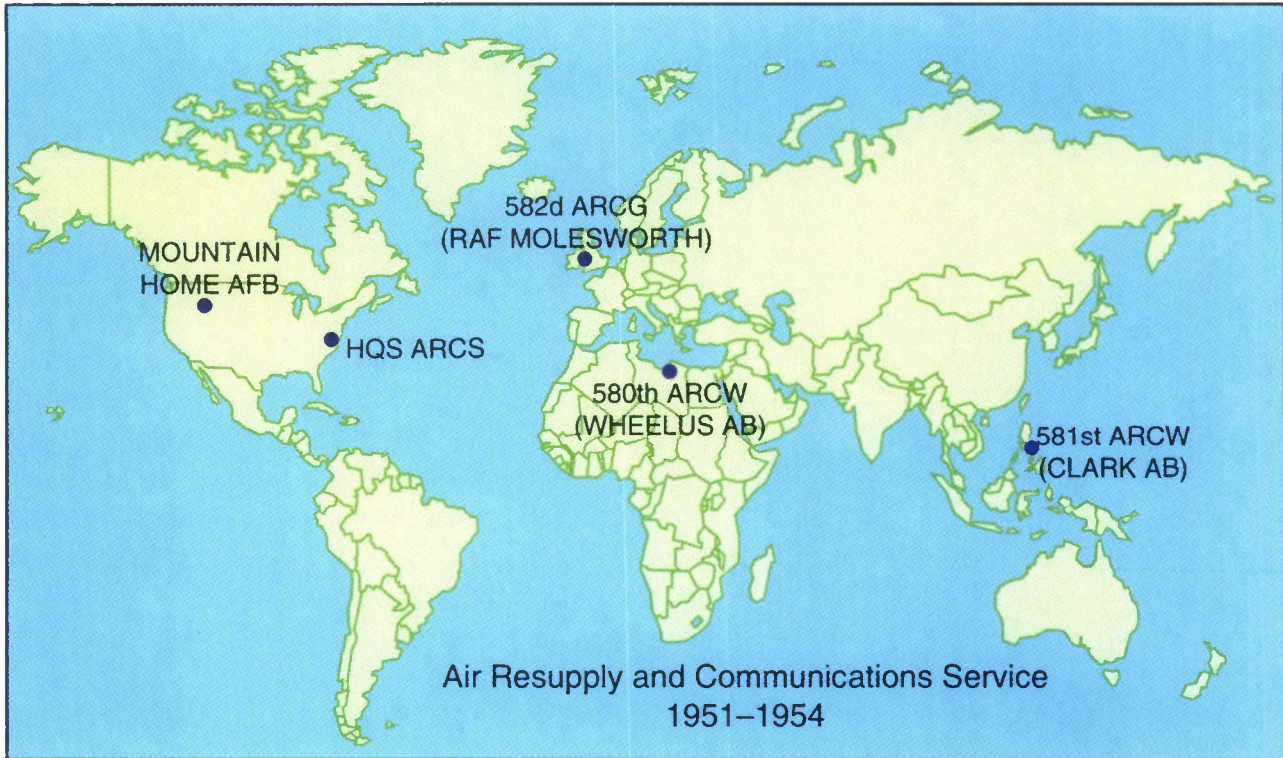 582d ARCG
(RAF MOLESWORTH)
MOUNTAIN
HOME AFB
HQS ARCS
580th ARCW
(WHEELUS AB)
581st ARCW
(CLARK AB)
Air Resupply and Communications Service
1951–1954